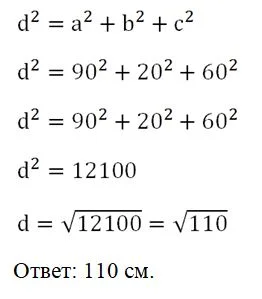 d² = a² + b² + c²
d² = 90² + 20² + 60²
d² = 90² + 20² + 60²
d² = 12100
d = √12100 = √110
Ответ: 110 см.